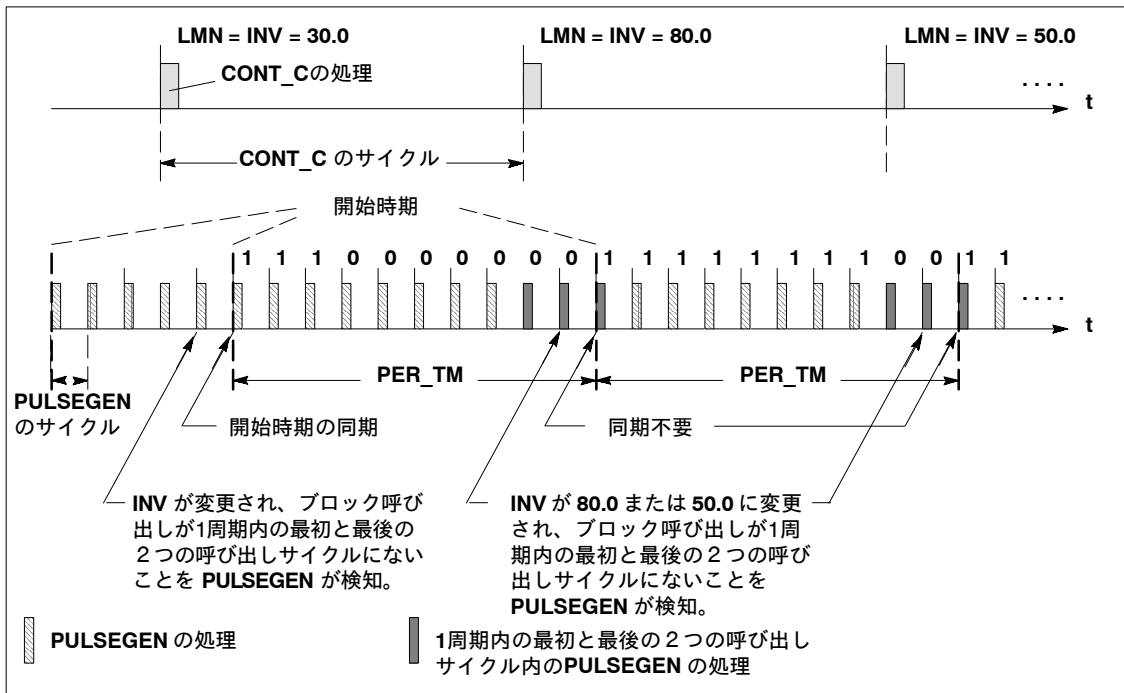 LMN = INV = 30.0
LMN = INV = 80.0
LMN = INV = 50.0
CONT_Cの処理
. . . .
t
CONT_C のサイクル
開始時期
1 1 1 0 0 0 0 0 0 0 1 1 1 1 1 1 1 1 0 0 1 1
. . . .
t
PER_TM
PER_TM
PULSEGEN
のサイクル
開始時期の同期
同期不要
INV が変更され、ブロック呼び
出しが1周期内の最初と最後の
２つの呼び出しサイクルにない
ことを PULSEGEN が検知。
INV が 80.0 または 50.0 に変更
され、ブロック呼び出しが1周
期内の最初と最後の２つの呼び
出しサイクルにないことを
PULSEGEN が検知。
PULSEGEN の処理
1周期内の最初と最後の２つの呼び出し
サイクル内のPULSEGEN の処理